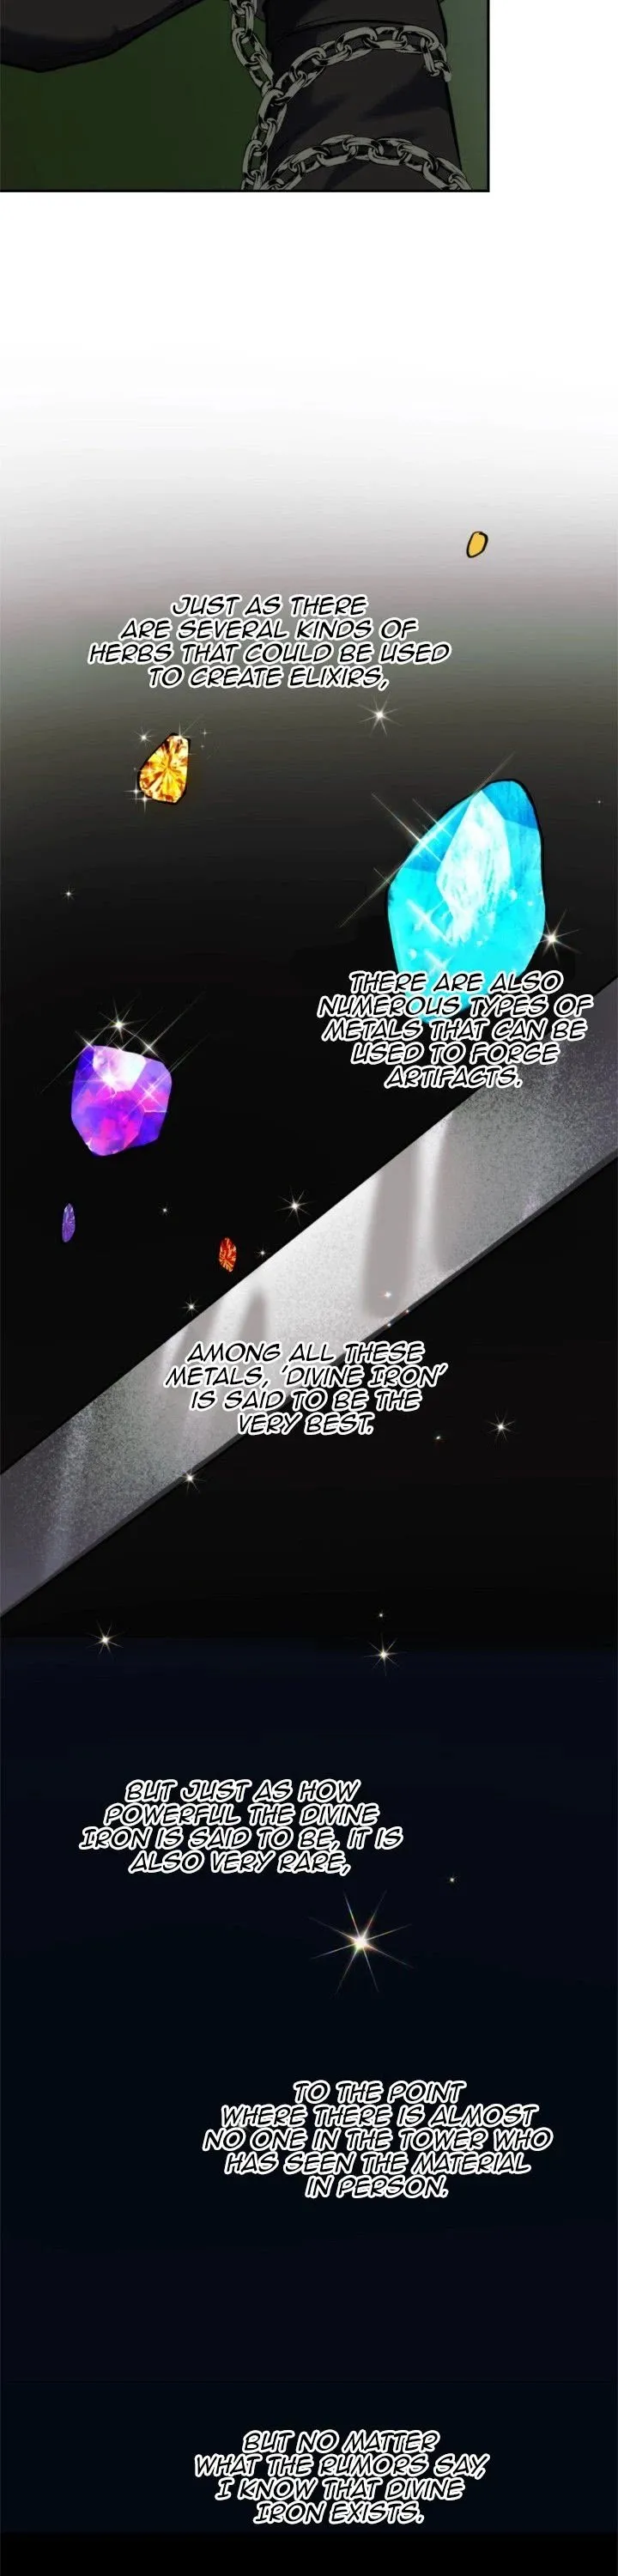 JUST AS THERE
ARE SEVERAL KINDS OF
HERBS THAT COULD BE USED
TO CREATE ELIXIRS,
THERE ARE ALSO
NUMEROUS TYPES OF
METALS THAT CAN BE
USED TO FORGE
ARTIFACTS.
AMONG ALL THESE
METALS, 'DIVINE IRON'
IS SAID TO BE THE
VERY BEST.
BUT JUST AS HOW
POWERFUL THE DIVINE
IRON IS SAID TO BE, IT IS
ALSO VERY RARE,
TO THE POINT
WHERE THERE IS ALMOST
NO ONE IN THE TOWER WHO
HAS SEEN THE MATERIAL
IN PERSON.
BUT NO MATTER
WHAT THE RUMORS SAY,
I KNOW THAT DIVINE
IRON EXISTS.